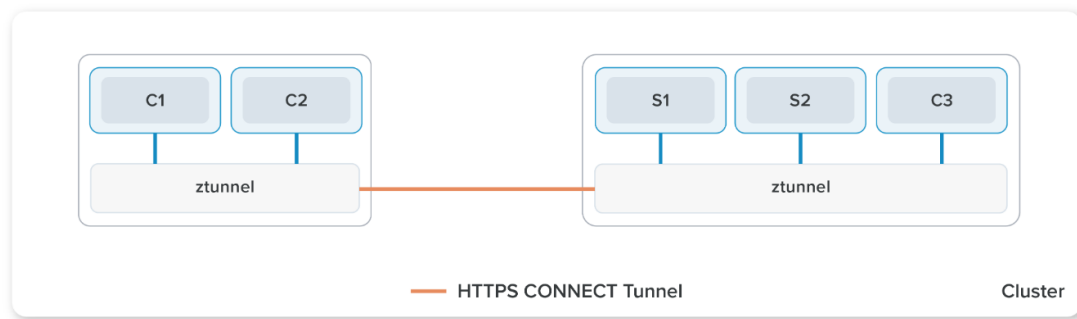 C1
C2
S1
S2
C3
ztunnel
ztunnel
HTTPS CONNECT Tunnel
Cluster